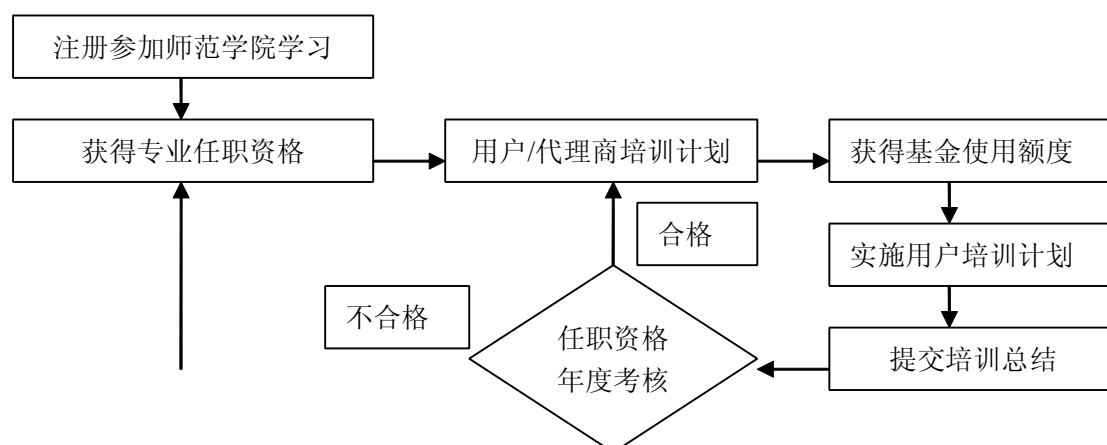 注册参加师范学院学习
获得专业任职资格
用户/代理商培训计划
获得基金使用额度
合格
实施用户培训计划
不合格
任职资格
年度考核
提交培训总结